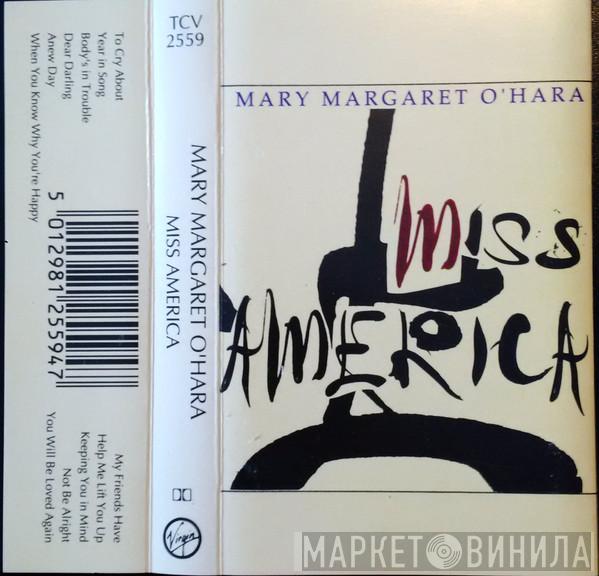 To Cry About
Year in Song
Body's in Trouble
Dear Darling
Anew Day
When You Know Why You're Happy
5 012981 255947
My Friends Have
Help Me Lift You Up
Keeping You in Mind
Not Be Alright
You Will Be Loved Again
TCV
2559
MARY MARGARET O'HARA
MISS AMERICA
Virgin
MARY MARGARET O'HARA
MISS
AMERICA
МАРКЕТ ВИНИЛА